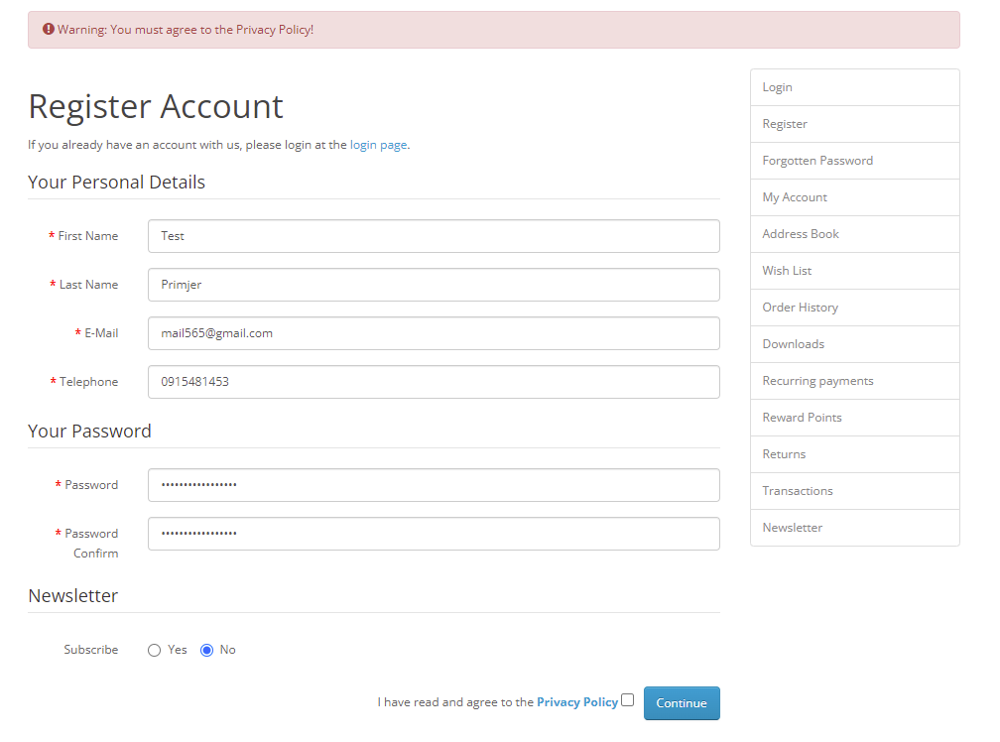 Warning: You must agree to the Privacy Policy!
Register Account
If you already have an account with us, please login at the login page.
Your Personal Details
* First Name Test
* Last Name Primjer
* E-Mail mail565@gmail.com
* Telephone 0915481453
Your Password
* Password •••••••••••••••••
* Password Confirm •••••••••••••••••
Newsletter
Subscribe Yes No
I have read and agree to the Privacy Policy Continue
Login
Register
Forgotten Password
My Account
Address Book
Wish List
Order History
Downloads
Recurring payments
Reward Points
Returns
Transactions
Newsletter